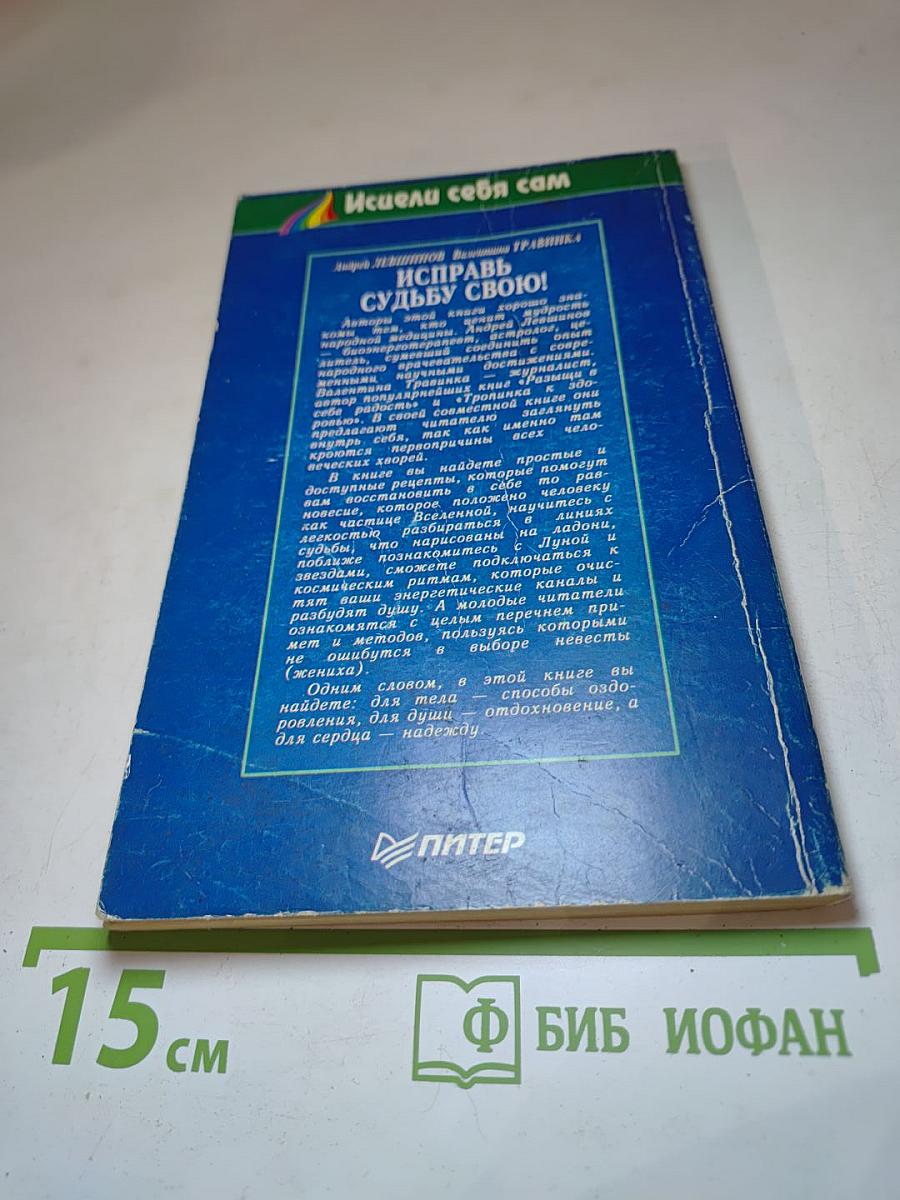 Исцели себя сам
Андрей ЛЕВШИНОВ Валентина ТРАВИНКА
ИСПРАВЬ
СУДЬБУ СВОЮ!
Авторы этой книги хорошо зна-
комы тем, кто ценит мудрость
народной медицины. Андрей Левшинов
— биоэнерготерапевт, астролог, це-
литель, сумевший соединить опыт
народного врачевательства с совре-
менными научными достижениями.
Валентина Травинка — журналист,
автор популярнейших книг «Разыщи в
себе радость» и «Тропинка к здо-
ровью». В своей совместной книге они
предлагают читателю заглянуть
внутрь себя, так как именно там
кроются первопричины всех чело-
веческих хворей.
В книге вы найдете простые и
доступные рецепты, которые помогут
вам восстановить в себе то рав-
новесие, которое положено человеку
как частице Вселенной, научитесь с
легкостью разбираться в линиях
судьбы, что нарисованы на ладони,
поближе познакомитесь с Луной и
звездами, сможете подключаться к
космическим ритмам, которые очис-
тят ваши энергетические каналы и
разбудят душу. А молодые читатели
ознакомятся с целым перечнем при-
мет и методов, пользуясь которыми
не ошибутся в выборе невесты
(жениха).
Одним словом, в этой книге вы
найдете: для тела — способы оздо-
ровления, для души — отдохновение, а
для сердца — надежду.
ПИТЕР
15 см
Ф БИБ ИОФАН